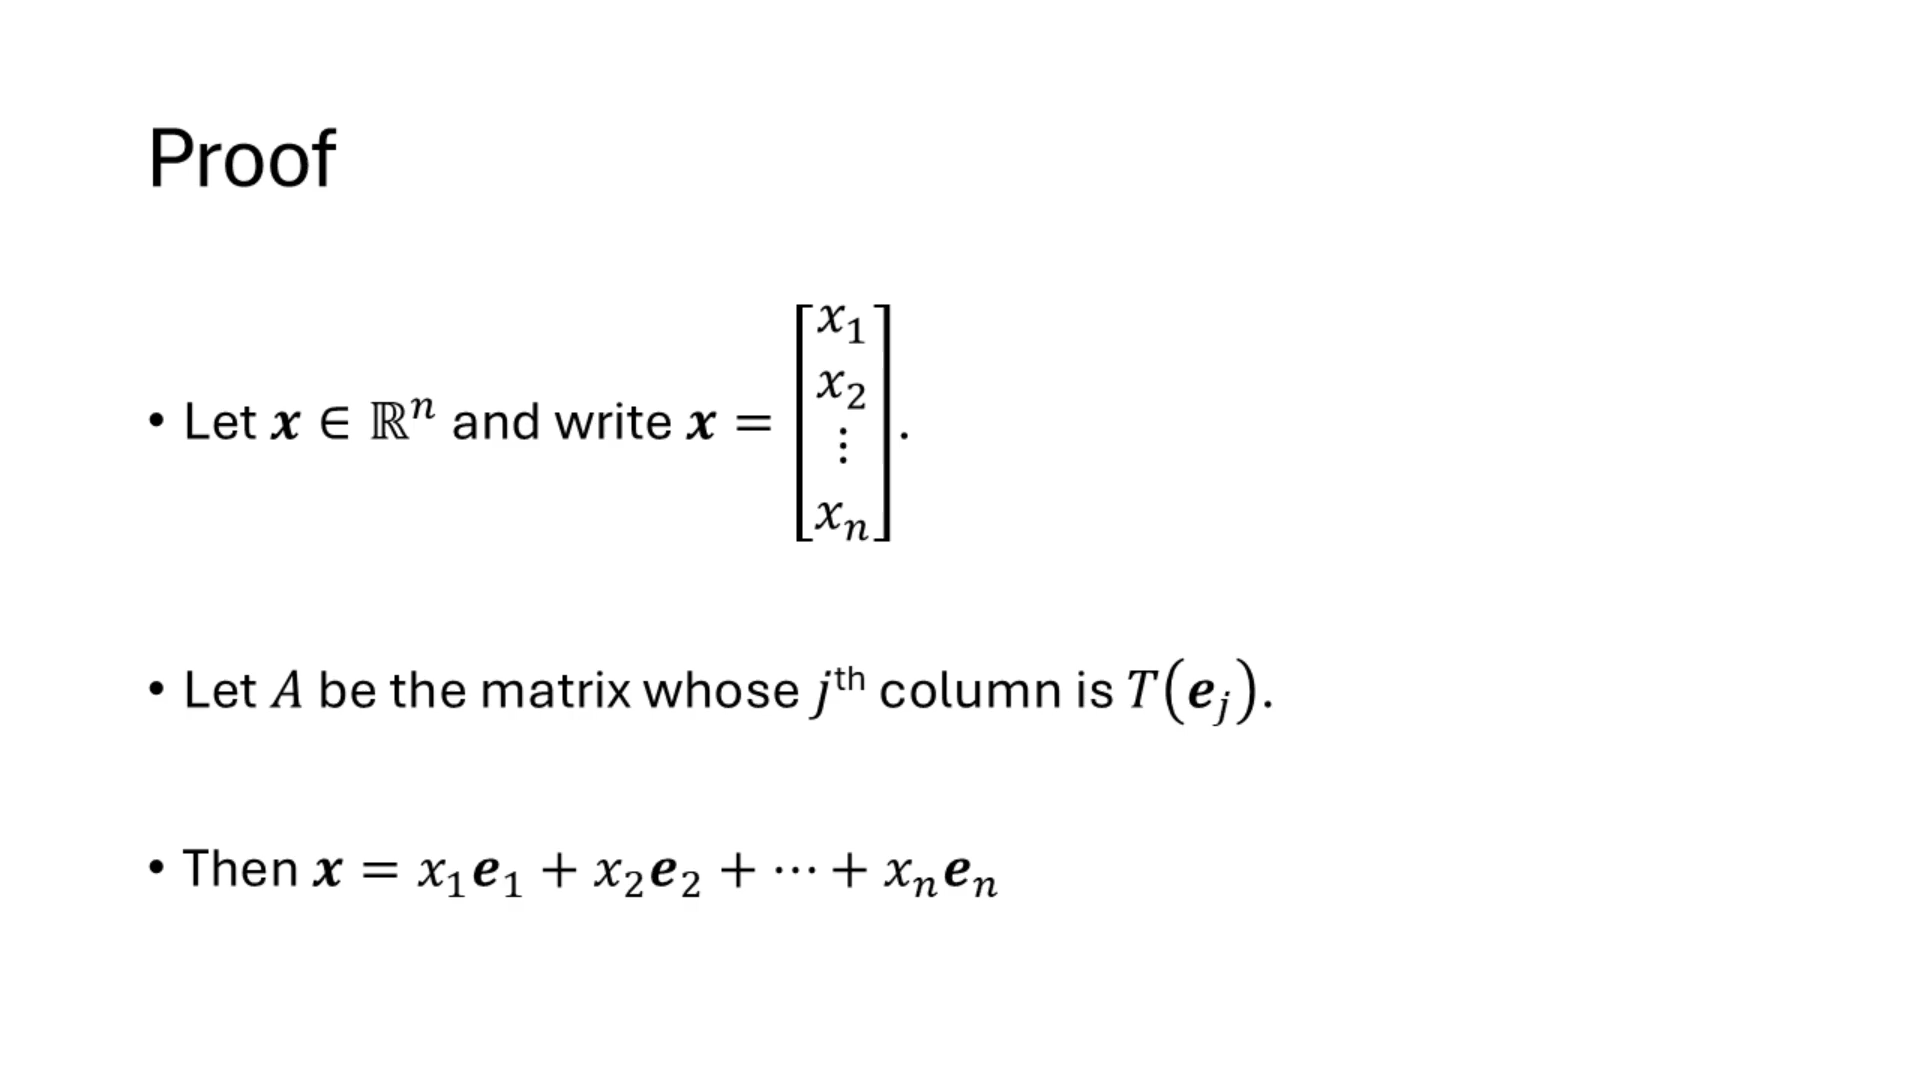 Proof
• Let 𝒙 ∈ ℝⁿ and write 𝒙 = [x₁ x₂ ⋮ xₙ].
• Let A be the matrix whose jᵗʰ column is T(𝒆ⱼ).
• Then 𝒙 = x₁𝒆₁ + x₂𝒆₂ + ⋯ + xₙ𝒆ₙ